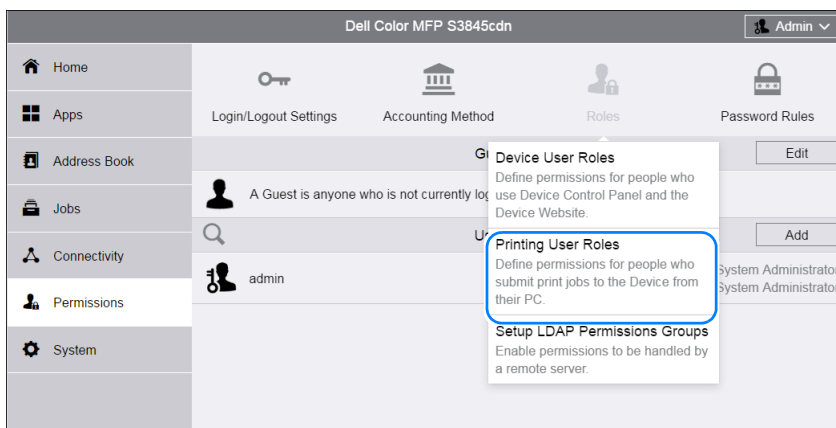 Dell Color MFP S3845cdn
Admin
Home
Apps
Address Book
Jobs
Connectivity
Permissions
System
Login/Logout Settings
Accounting Method
Roles
Password Rules
Edit
A Guest is anyone who is not currently
Add
admin
System Administrator
System Administrator
Device User Roles
Define permissions for people who
use Device Control Panel and the
Device Website.
Printing User Roles
Define permissions for people who
submit print jobs to the Device from
their PC.
Setup LDAP Permissions Groups
Enable permissions to be handled by
a remote server.